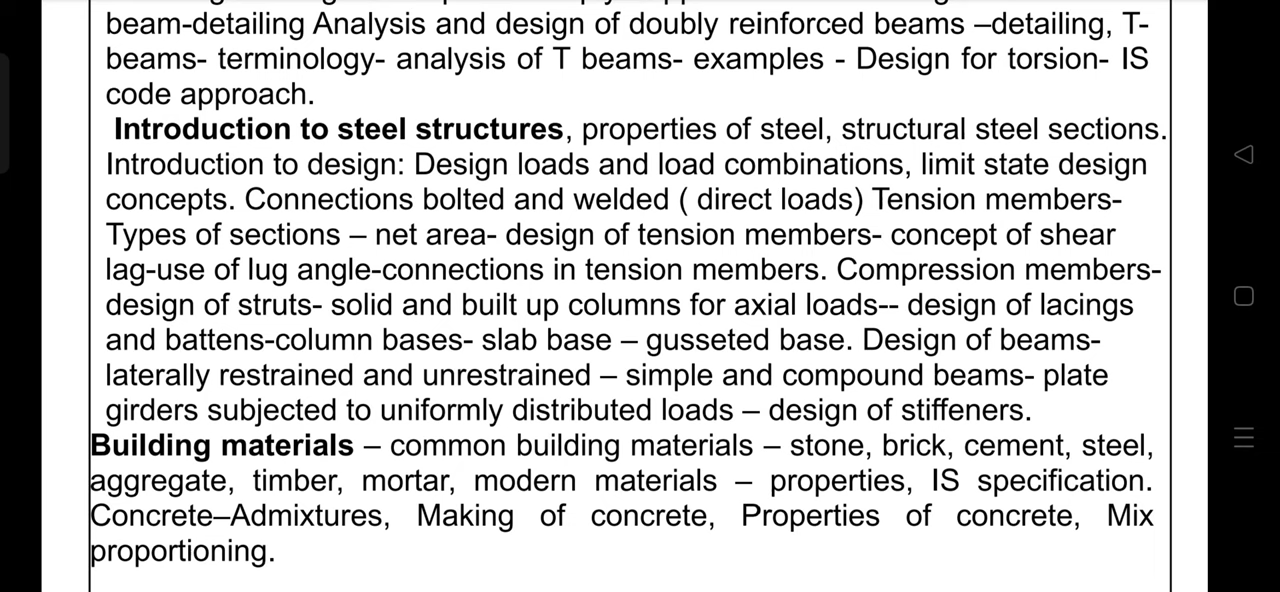 beam-detailing Analysis and design of doubly reinforced beams –detailing, T-
beams- terminology- analysis of T beams- examples - Design for torsion- IS
code approach.
Introduction to steel structures, properties of steel, structural steel sections.
Introduction to design: Design loads and load combinations, limit state design
concepts. Connections bolted and welded ( direct loads) Tension members-
Types of sections – net area- design of tension members- concept of shear
lag-use of lug angle-connections in tension members. Compression members-
design of struts- solid and built up columns for axial loads-- design of lacings
and battens-column bases- slab base – gusseted base. Design of beams-
laterally restrained and unrestrained – simple and compound beams- plate
girders subjected to uniformly distributed loads – design of stiffeners.
Building materials – common building materials – stone, brick, cement, steel,
aggregate, timber, mortar, modern materials – properties, IS specification.
Concrete–Admixtures, Making of concrete, Properties of concrete, Mix
proportioning.